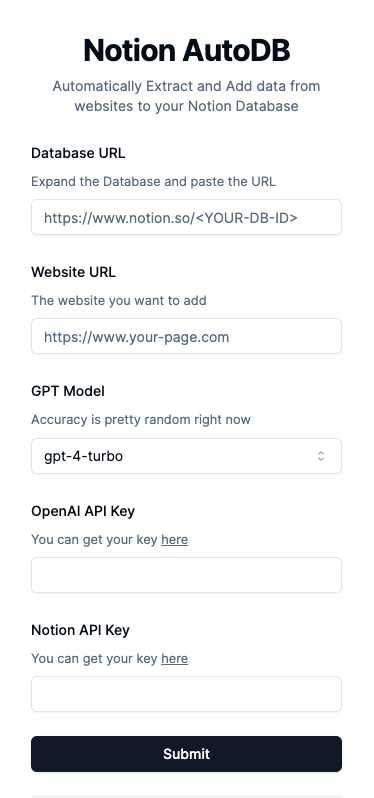 Notion AutoDB
Automatically Extract and Add data from
websites to your Notion Database
Database URL
Expand the Database and paste the URL
https://www.notion.so/<YOUR-DB-ID>
Website URL
The website you want to add
https://www.your-page.com
GPT Model
Accuracy is pretty random right now
gpt-4-turbo
OpenAI API Key
You can get your key here
Notion API Key
You can get your key here
Submit